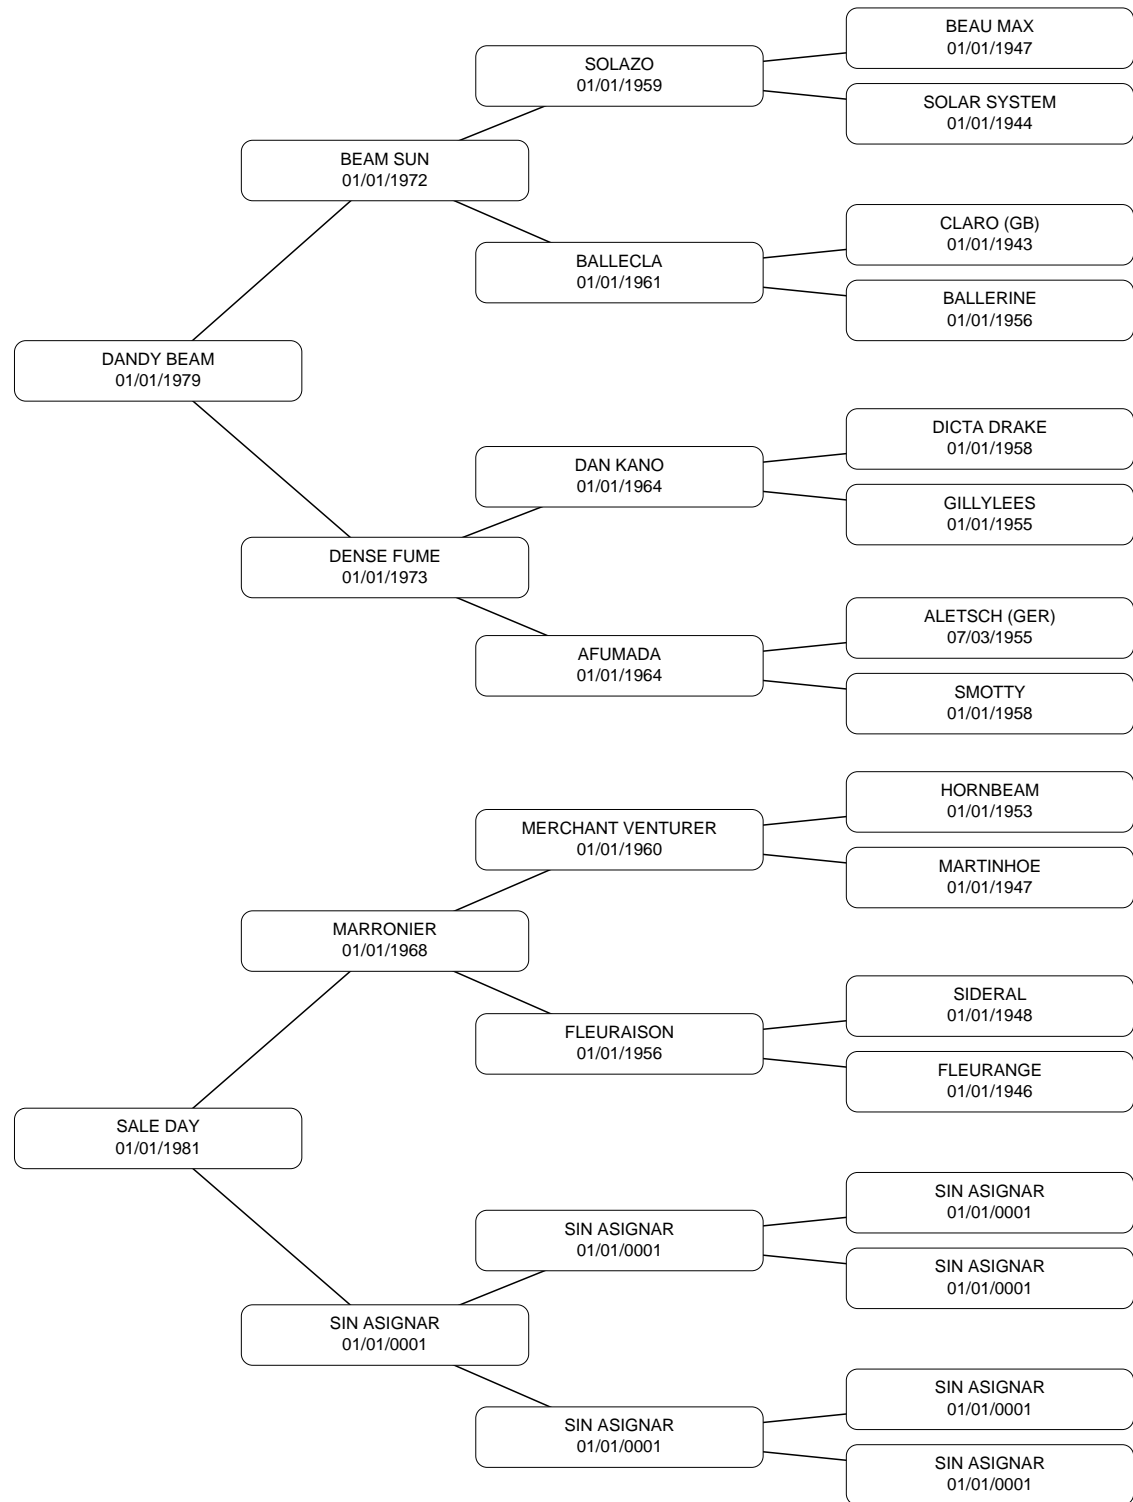 BEAU MAX
01/01/1947
SOLAZO
01/01/1959
SOLAR SYSTEM
01/01/1944
BEAM SUN
01/01/1972
CLARO (GB)
01/01/1943
BALLECLA
01/01/1961
BALLERINE
01/01/1956
DANDY BEAM
01/01/1979
DICTA DRAKE
01/01/1958
DAN KANO
01/01/1964
GILLYLEES
01/01/1955
DENSE FUME
01/01/1973
ALETSCH (GER)
07/03/1955
AFUMADA
01/01/1964
SMOTTY
01/01/1958
HORNBEAM
01/01/1953
MERCHANT VENTURER
01/01/1960
MARTINHOE
01/01/1947
MARRONIER
01/01/1968
SIDERAL
01/01/1948
FLEURAISON
01/01/1956
FLEURANGE
01/01/1946
SALE DAY
01/01/1981
SIN ASIGNAR
01/01/0001
SIN ASIGNAR
01/01/0001
SIN ASIGNAR
01/01/0001
SIN ASIGNAR
01/01/0001
SIN ASIGNAR
01/01/0001
SIN ASIGNAR
01/01/0001
SIN ASIGNAR
01/01/0001